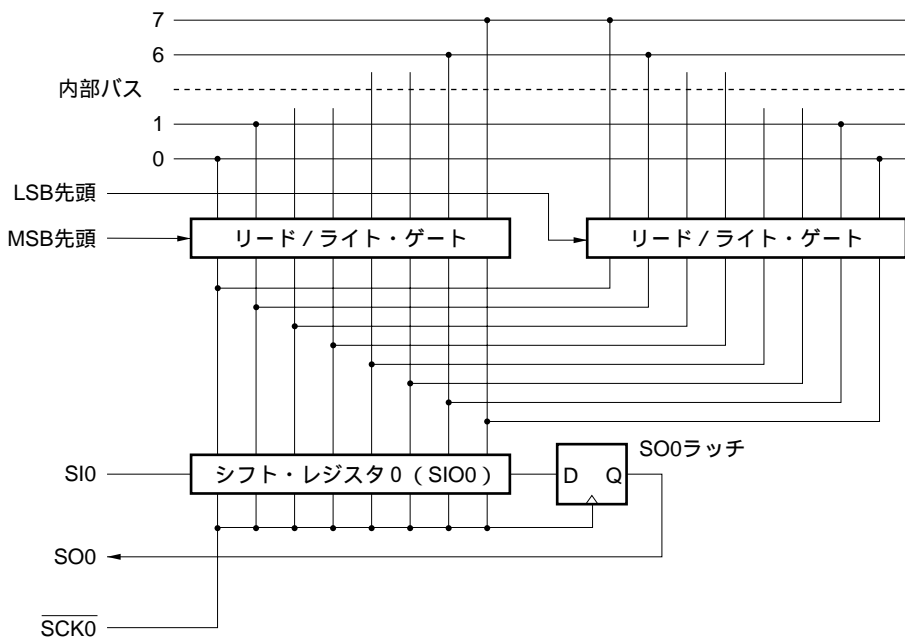 7
6
内部バス
1
0
LSB先頭
MSB先頭
リード / ライト・ゲート
リード / ライト・ゲート
SO0ラッチ
SI0
シフト・レジスタ0（SIO0）
D Q
SO0
SCK0